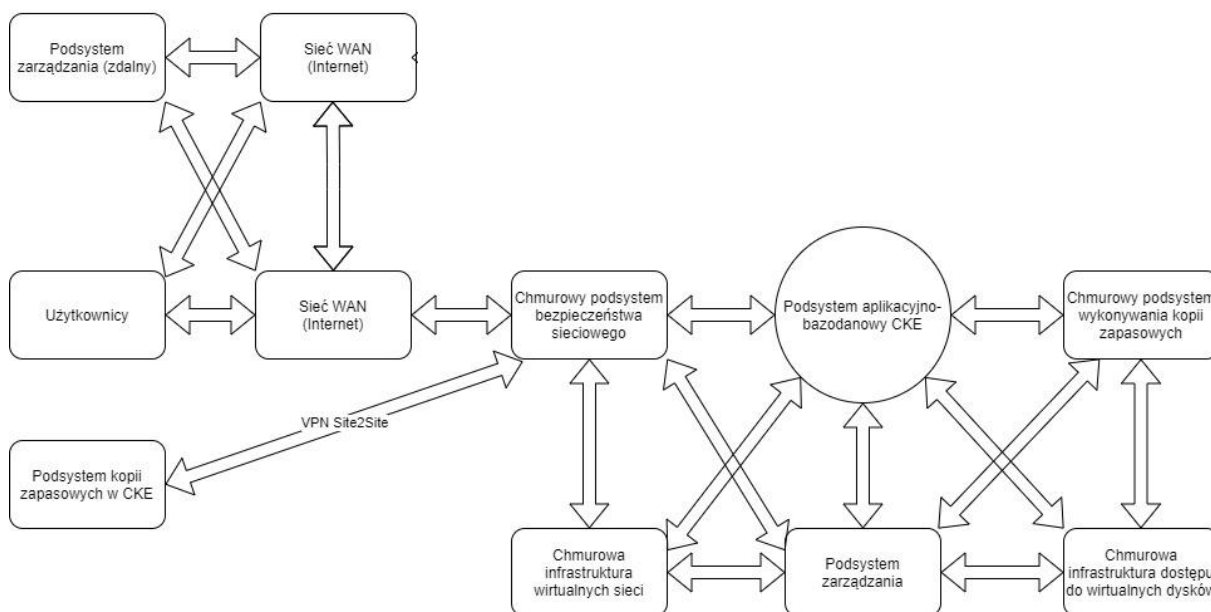 Podsystem
zarządzania (zdalny)
Sieć WAN
(Internet)
Użytkownicy
Sieć WAN
(Internet)
Chmurowy podsystem
bezpieczeństwa
sieciowego
Podsystem aplikacyjno-
bazodanowy CKE
Chmurowy podsystem
wykonywania kopii
zapasowych
VPN Site2Site
Podsystem kopii
zapasowych w CKE
Chmurowa
infrastruktura
wirtualnych sieci
Podsystem
zarządzania
Chmurowa
infrastruktura dostępu
do wirtualnych dysków